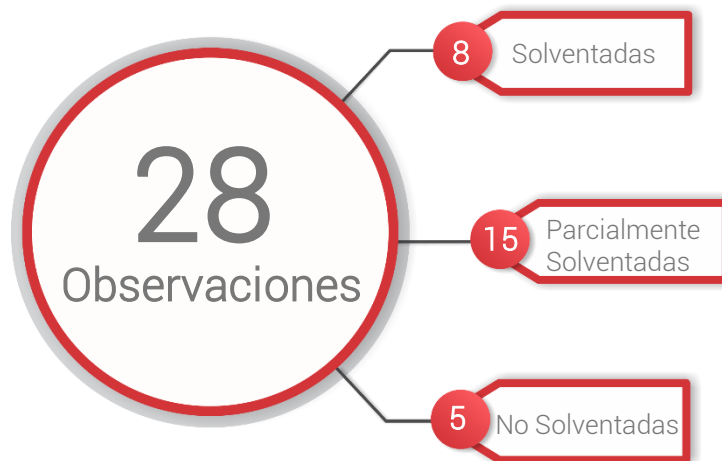 28
Observaciones
8
Solventadas
15
Parcialmente
Solventadas
5
No Solventadas